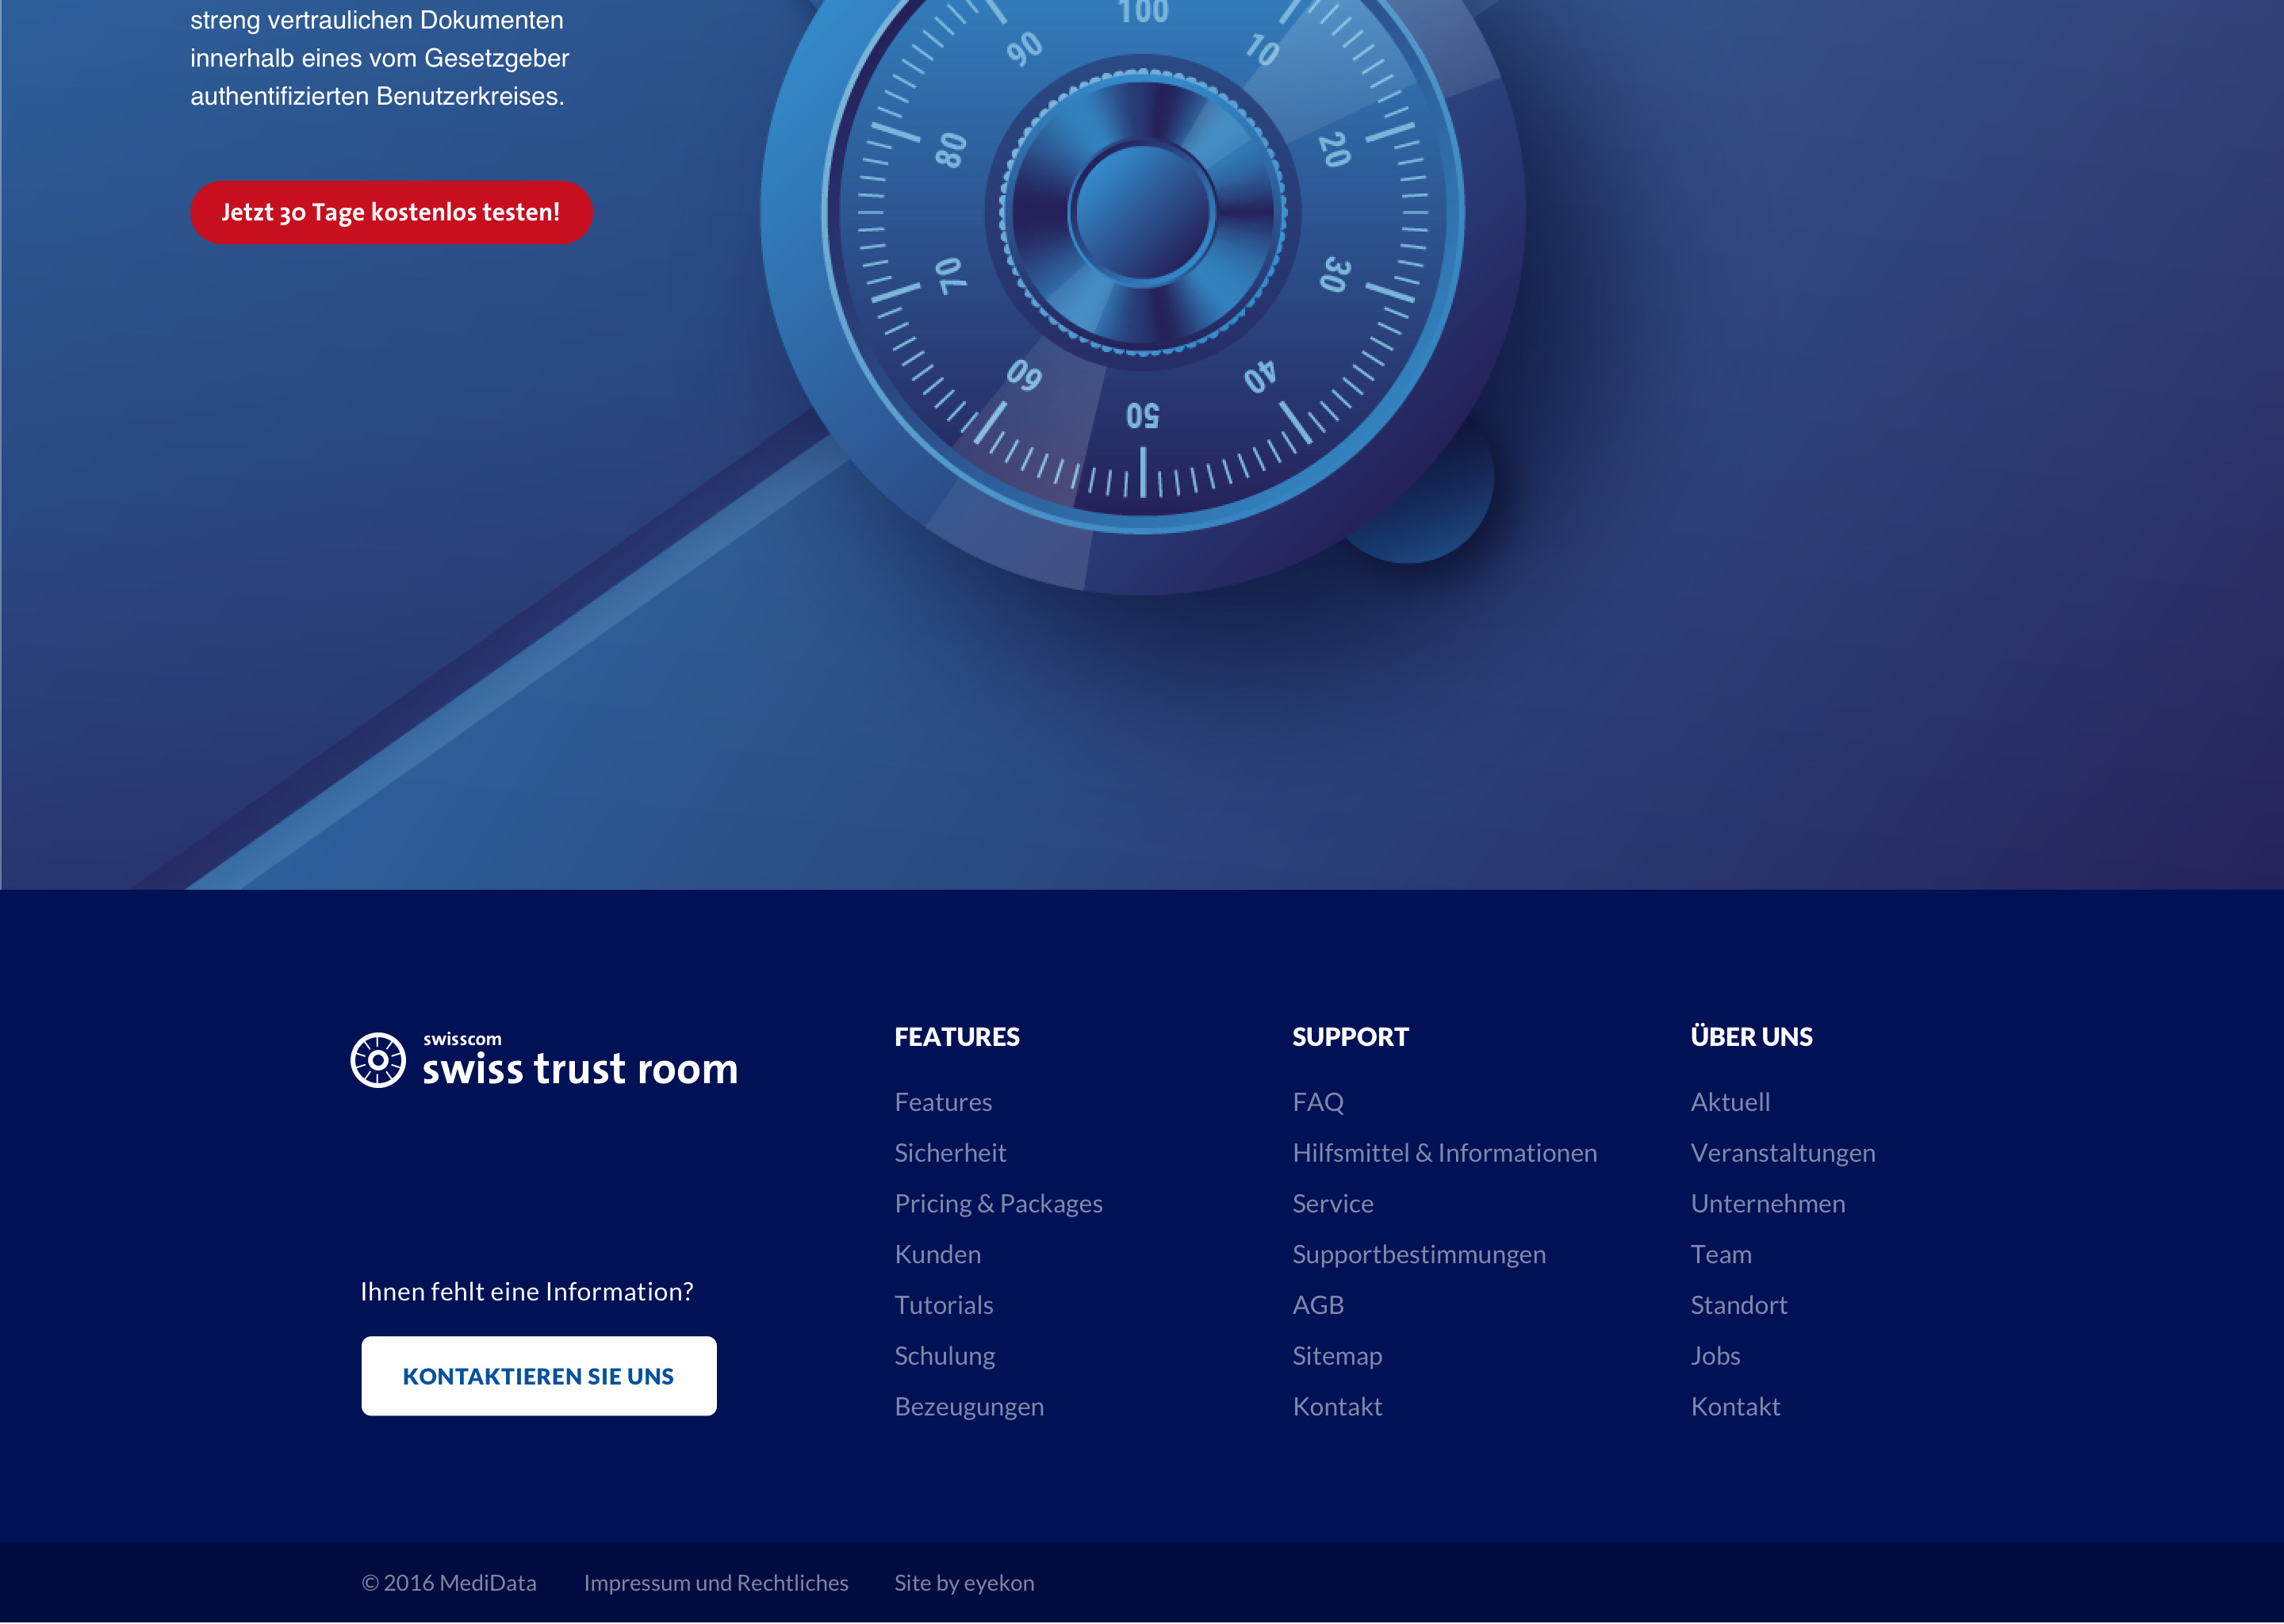 streng vertraulichen Dokumenten
innerhalb eines vom Gesetzgeber
authentifizierten Benutzerkreises.
Jetzt 30 Tage kostenlos testen!
100
10
20
30
40
50
60
70
80
90
swisscom
swiss trust room
Ihnen fehlt eine Information?
KONTAKTIEREN SIE UNS
FEATURES
Features
Sicherheit
Pricing & Packages
Kunden
Tutorials
Schulung
Bezeugungen
SUPPORT
FAQ
Hilfsmittel & Informationen
Service
Supportbestimmungen
AGB
Sitemap
Kontakt
ÜBER UNS
Aktuell
Veranstaltungen
Unternehmen
Team
Standort
Jobs
Kontakt
© 2016 MediData
Impressum und Rechtliches
Site by eyekon